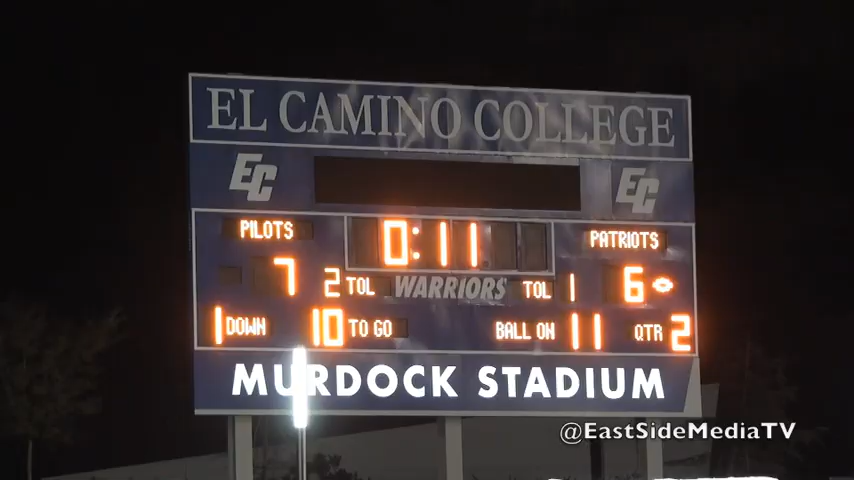 EL CAMINO COLLEGE
EC EC
PILOTS 0:11 PATRIOTS
7 2 TOL WARRIORS TOL 1 6
1 DOWN 10 TO GO BALL ON 11 QTR 2
MURDOCK STADIUM
@EastSideMediaTV